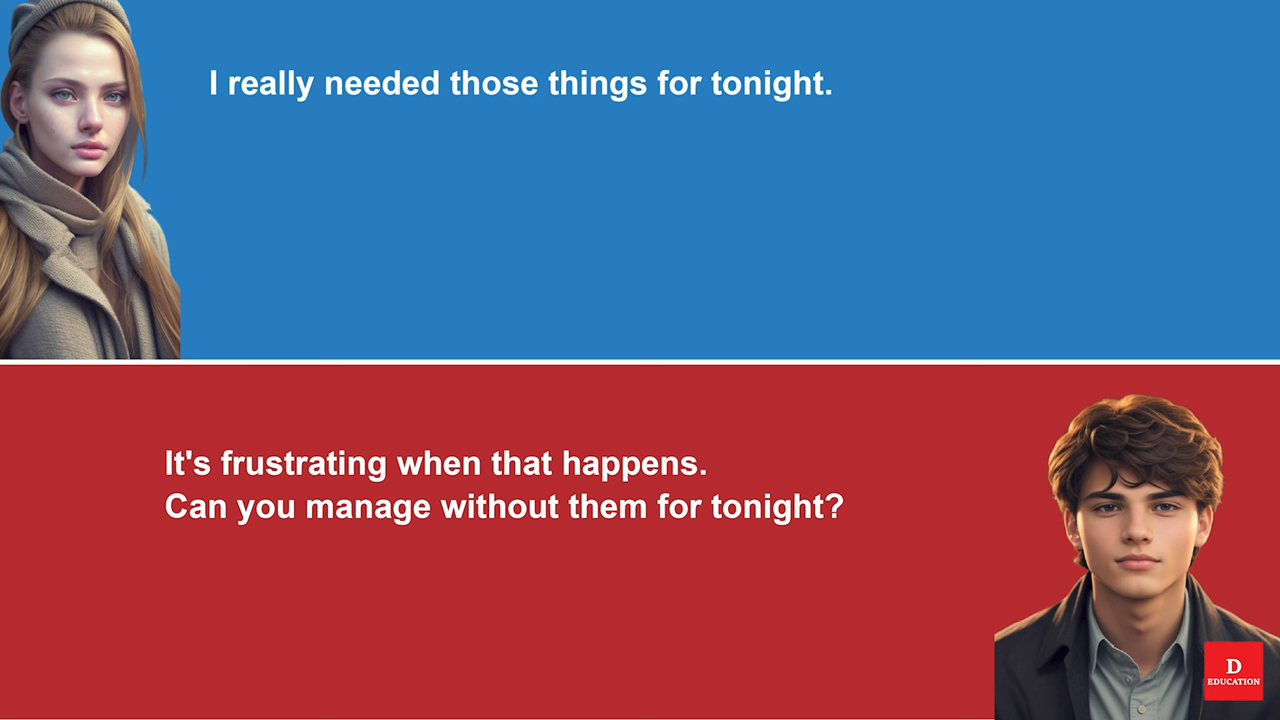 I really needed those things for tonight.
It's frustrating when that happens.
Can you manage without them for tonight?
D
EDUCATION